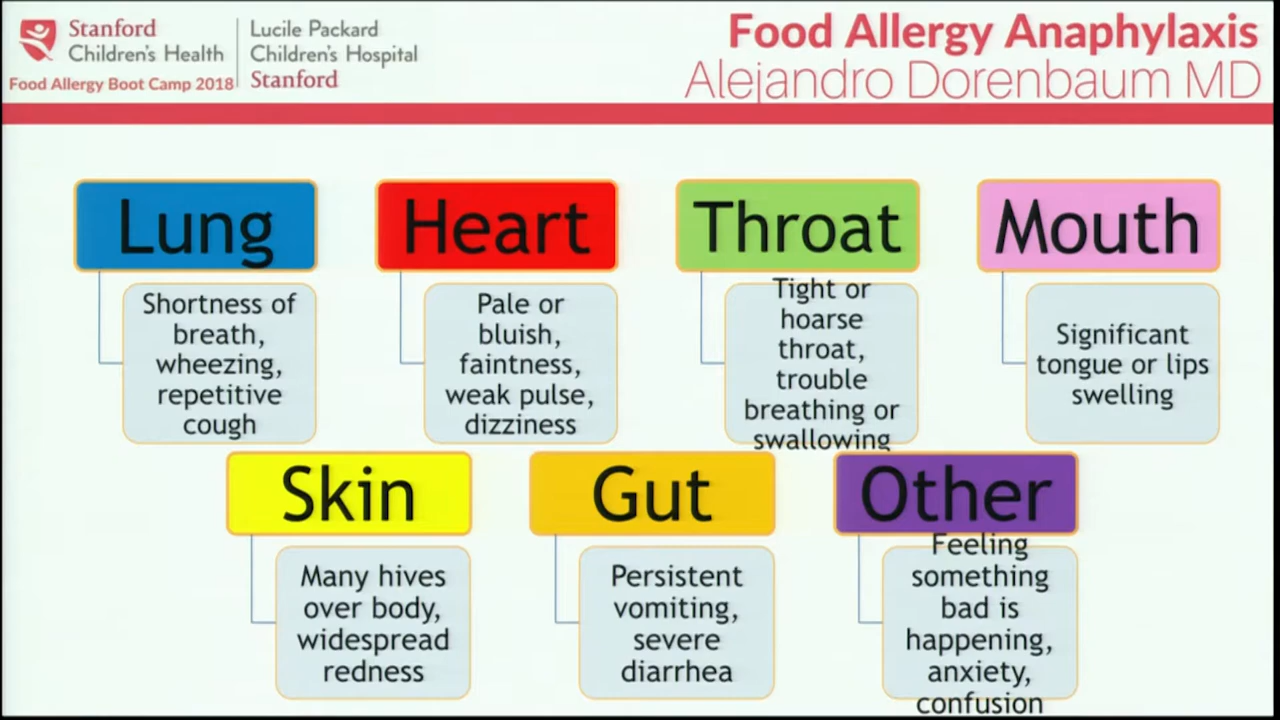 Stanford
Children's Health
Food Allergy Boot Camp 2018
Lucile Packard
Children's Hospital
Stanford
Food Allergy Anaphylaxis
Alejandro Dorenbaum MD
Lung
Shortness of
breath,
wheezing,
repetitive
cough
Heart
Pale or
bluish,
faintness,
weak pulse,
dizziness
Throat
Tight or
hoarse
throat,
trouble
breathing or
swallowing
Mouth
Significant
tongue or lips
swelling
Skin
Many hives
over body,
widespread
redness
Gut
Persistent
vomiting,
severe
diarrhea
Other
Feeling
something
bad is
happening,
anxiety,
confusion